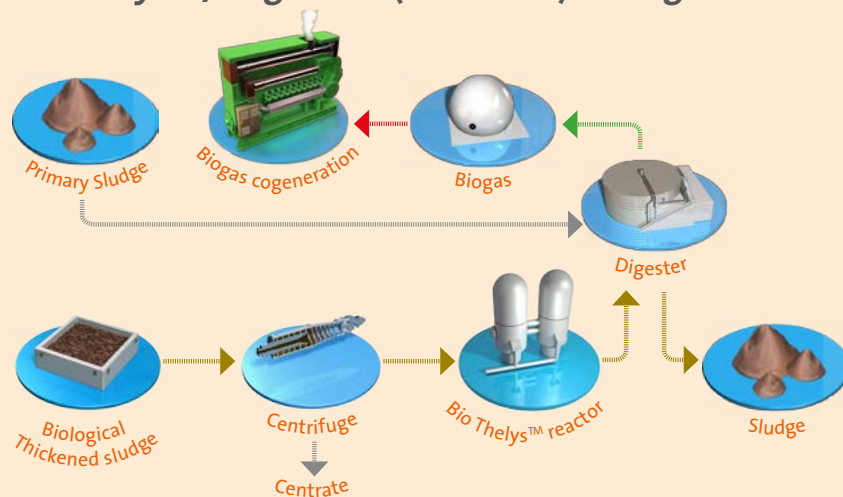 Primary Sludge
Biogas cogeneration
Biogas
Digester
Biological
Thickened sludge
Centrifuge
Bio Thelys™ reactor
Sludge
Centrate